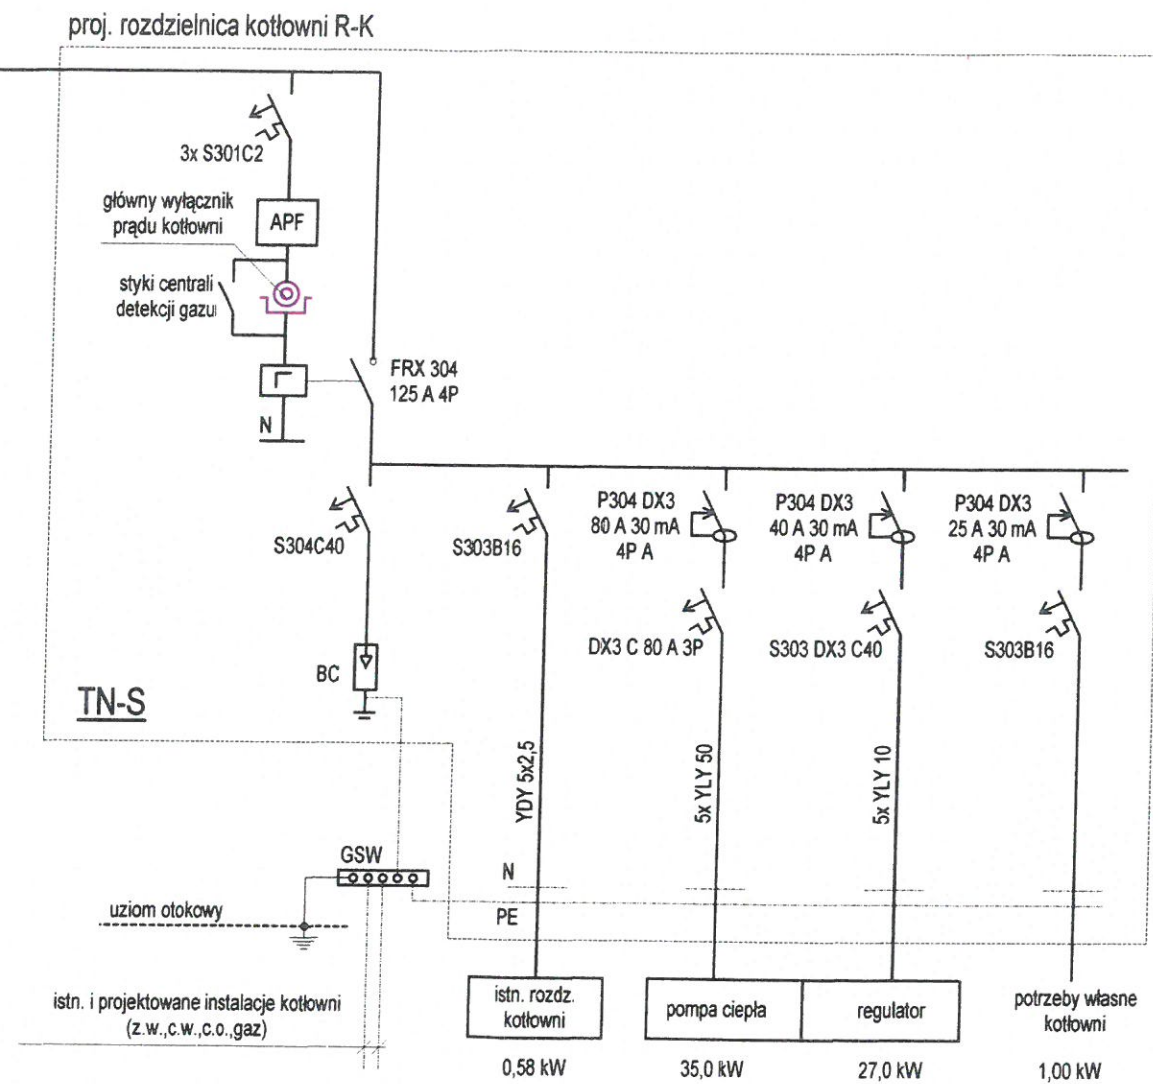 proj. rozdzielnica kotłowni R-K
3x S301C2
główny wyłącznik
prądu kotłowni
APF
styki centrali
detekcji gazu
N
FRX 304
125 A 4P
S304C40
S303B16
P304 DX3
80 A 30 mA
4P A
P304 DX3
40 A 30 mA
4P A
P304 DX3
25 A 30 mA
4P A
DX3 C 80 A 3P
S303 DX3 C40
S303B16
BC
TN-S
YDY 5x2,5
5x YLY 50
5x YLY 10
GSW
N
PE
uziom otokowy
istn. i projektowane instalacje kotłowni
(z.w.,c.w.,c.o.,gaz)
istn. rozdz.
kotłowni
pompa ciepła
regulator
potrzeby własne
kotłowni
0,58 kW
35,0 kW
27,0 kW
1,00 kW